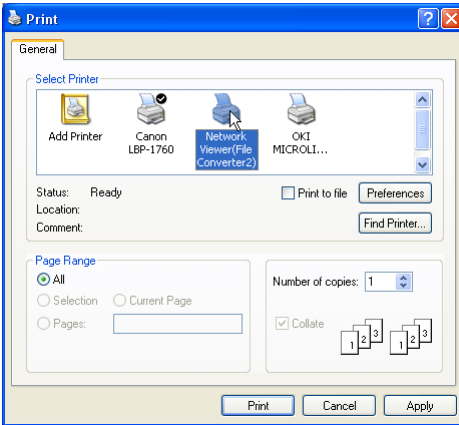 Print
General
Select Printer
Add Printer
Canon
LBP-1760
Network
Viewer(File
Converter2)
OKI
MICROLI...
Status: Ready
Print to file
Preferences
Location:
Comment:
Find Printer...
Page Range
All
Selection
Current Page
Pages:
Number of copies: 1
Collate
1 2 3 1 2 3
Print
Cancel
Apply